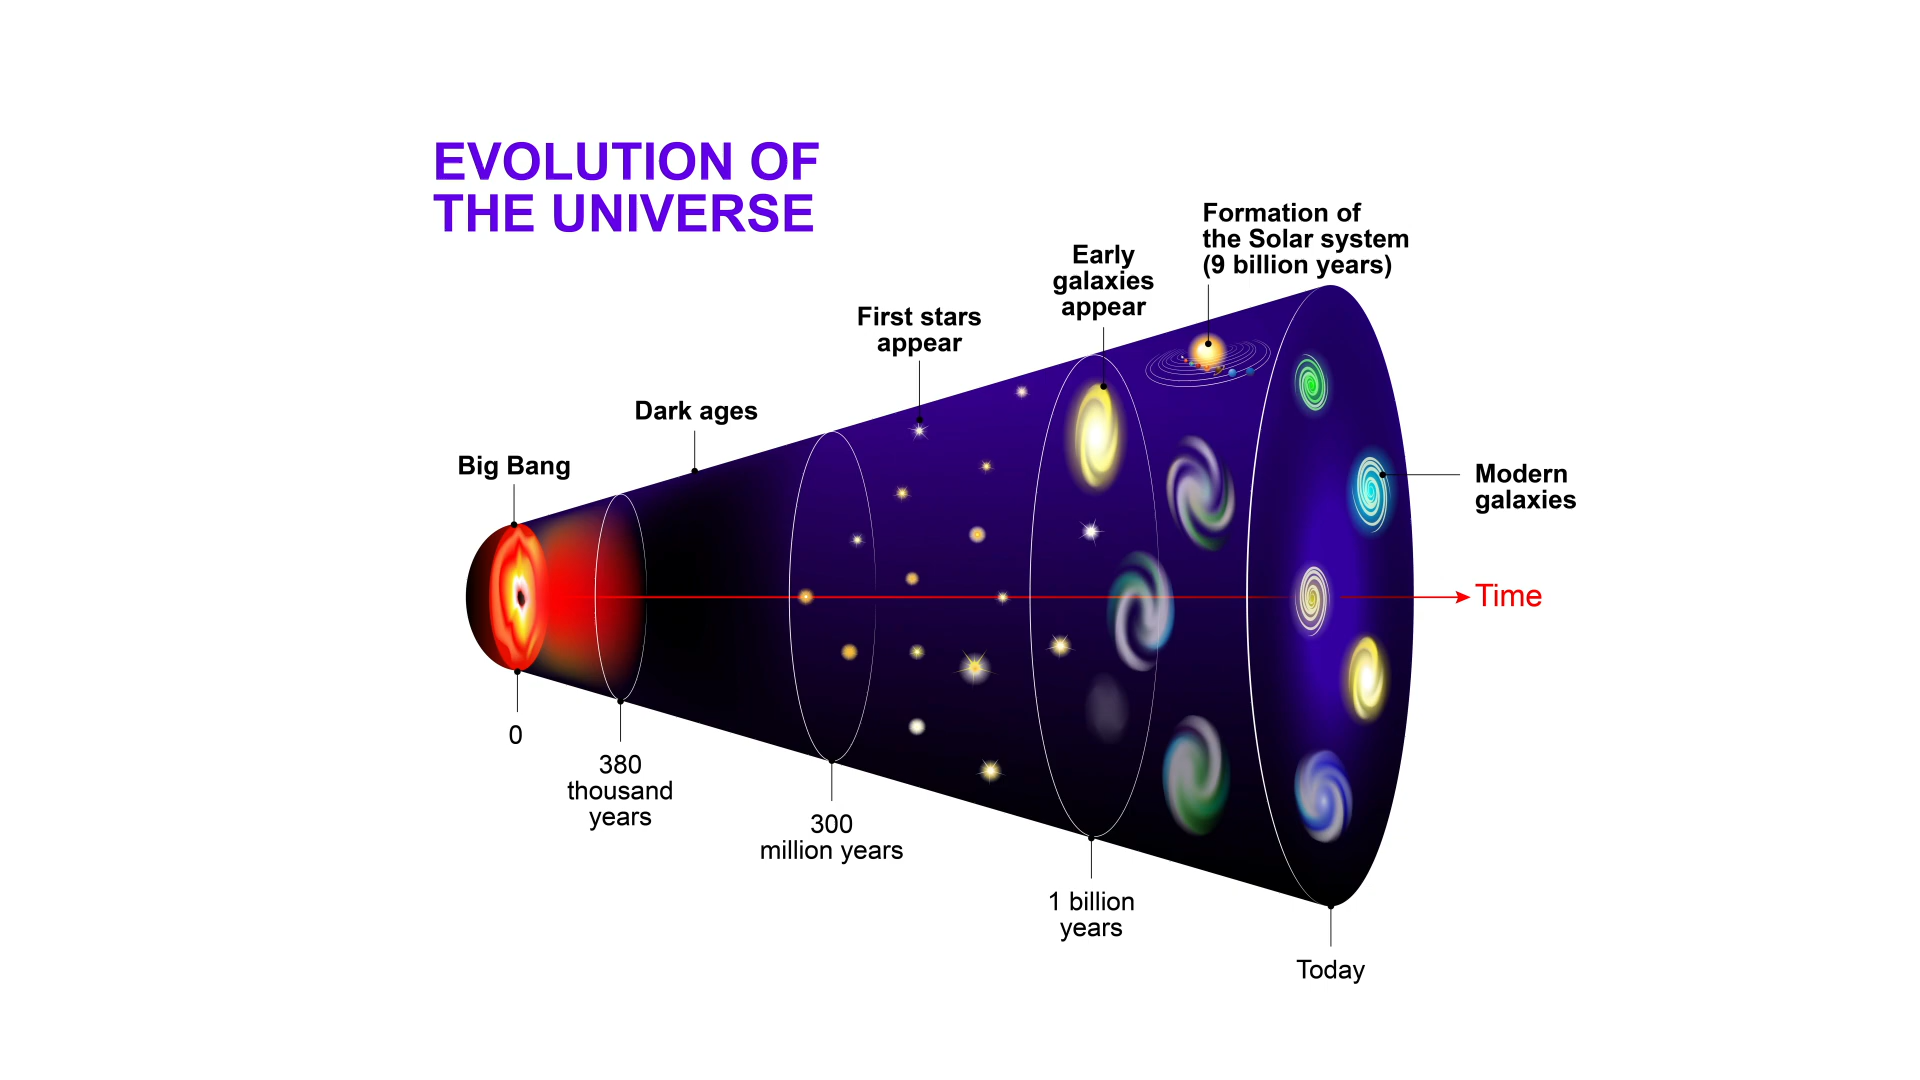 EVOLUTION OF
THE UNIVERSE
Formation of
the Solar system
(9 billion years)
Early
galaxies
appear
First stars
appear
Dark ages
Big Bang
Modern
galaxies
Time
0
380
thousand
years
300
million years
1 billion
years
Today